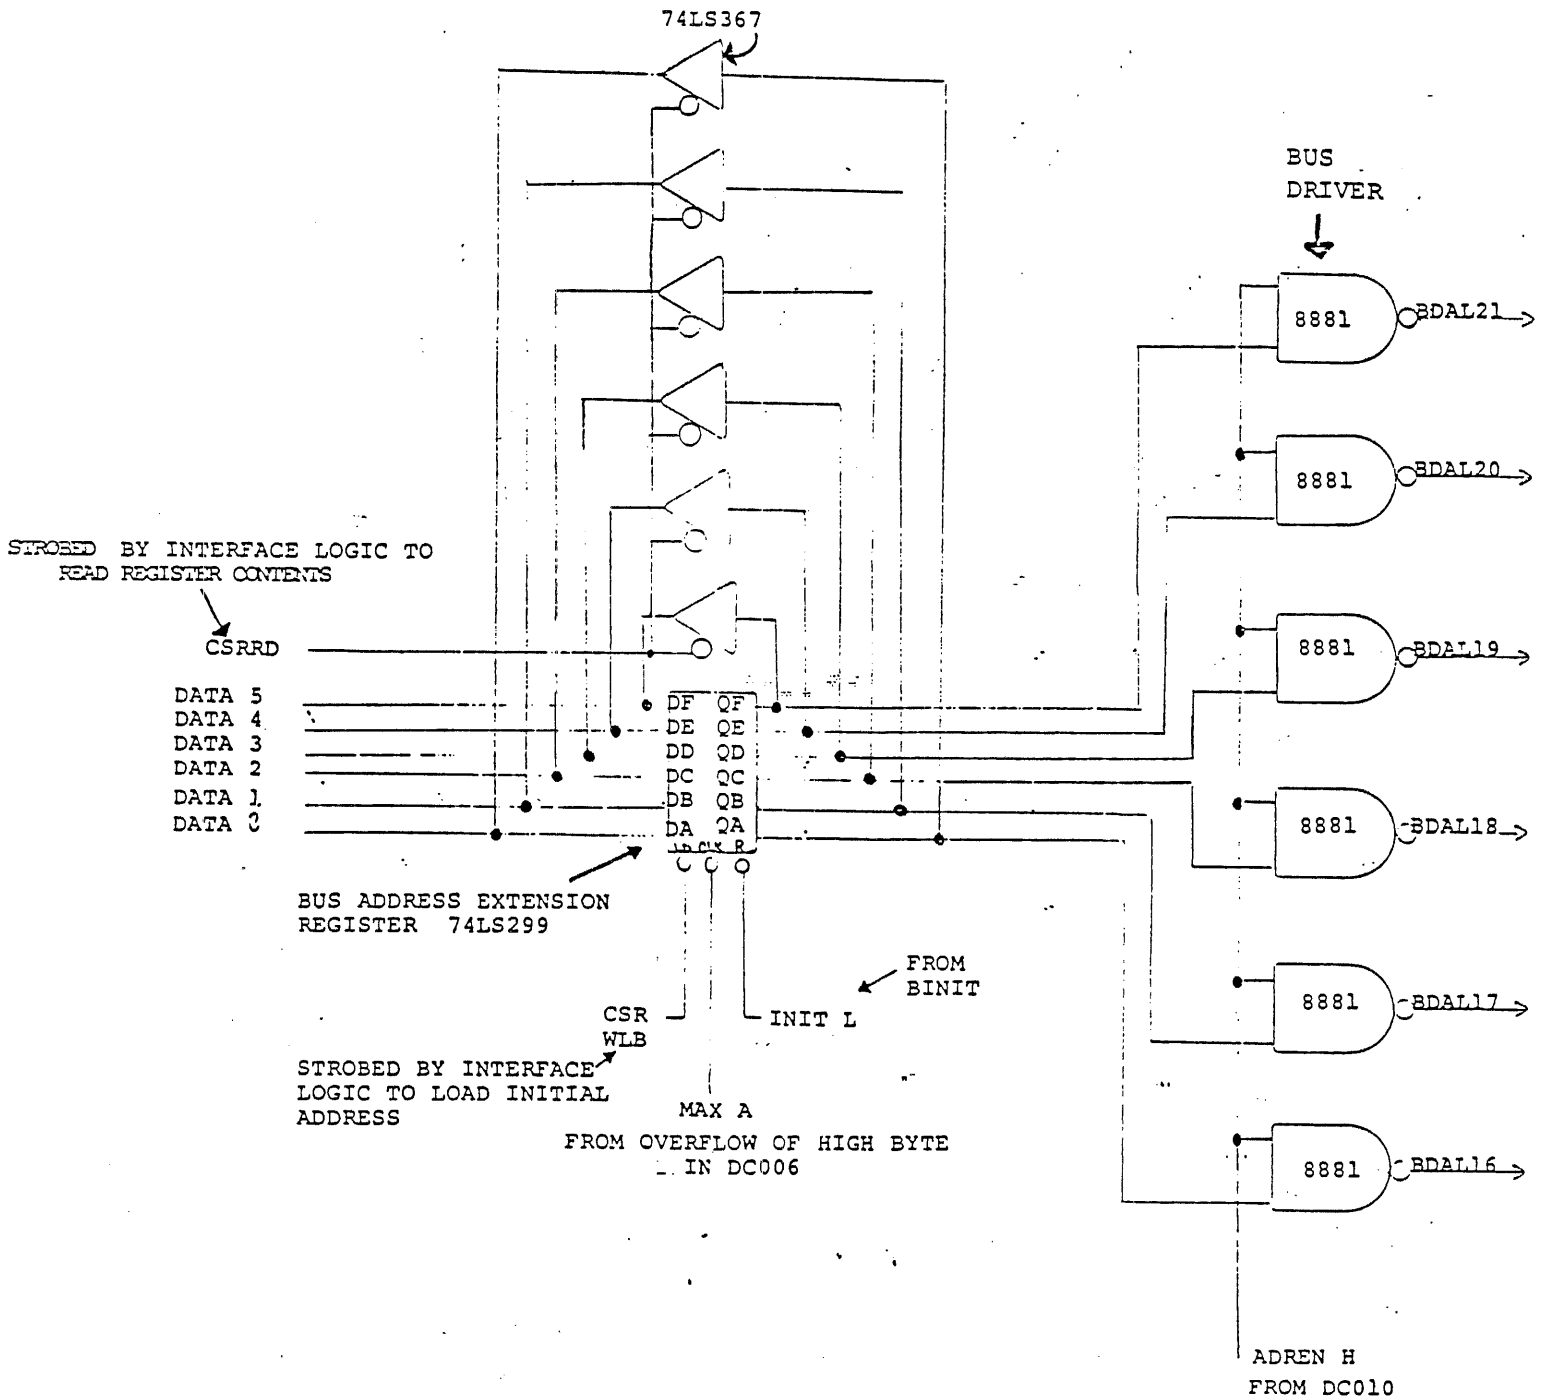 74LS367
BUS
DRIVER
8881
BDAL21
8881
BDAL20
STROBED BY INTERFACE LOGIC TO
READ REGISTER CONTENTS
CSRRD
8881
BDAL19
DATA 5
DATA 4
DATA 3
DATA 2
DATA 1
DATA 0
DF QF
DE QE
DD QD
DC QC
DB QB
DA QA
LD CLK R
8881
BDAL18
BUS ADDRESS EXTENSION
REGISTER 74LS299
FROM
BINIT
CSR
WLB
INIT L
8881
BDAL17
STROBED BY INTERFACE
LOGIC TO LOAD INITIAL
ADDRESS
MAX A
FROM OVERFLOW OF HIGH BYTE
IN DC006
8881
BDAL16
ADREN H
FROM DC010